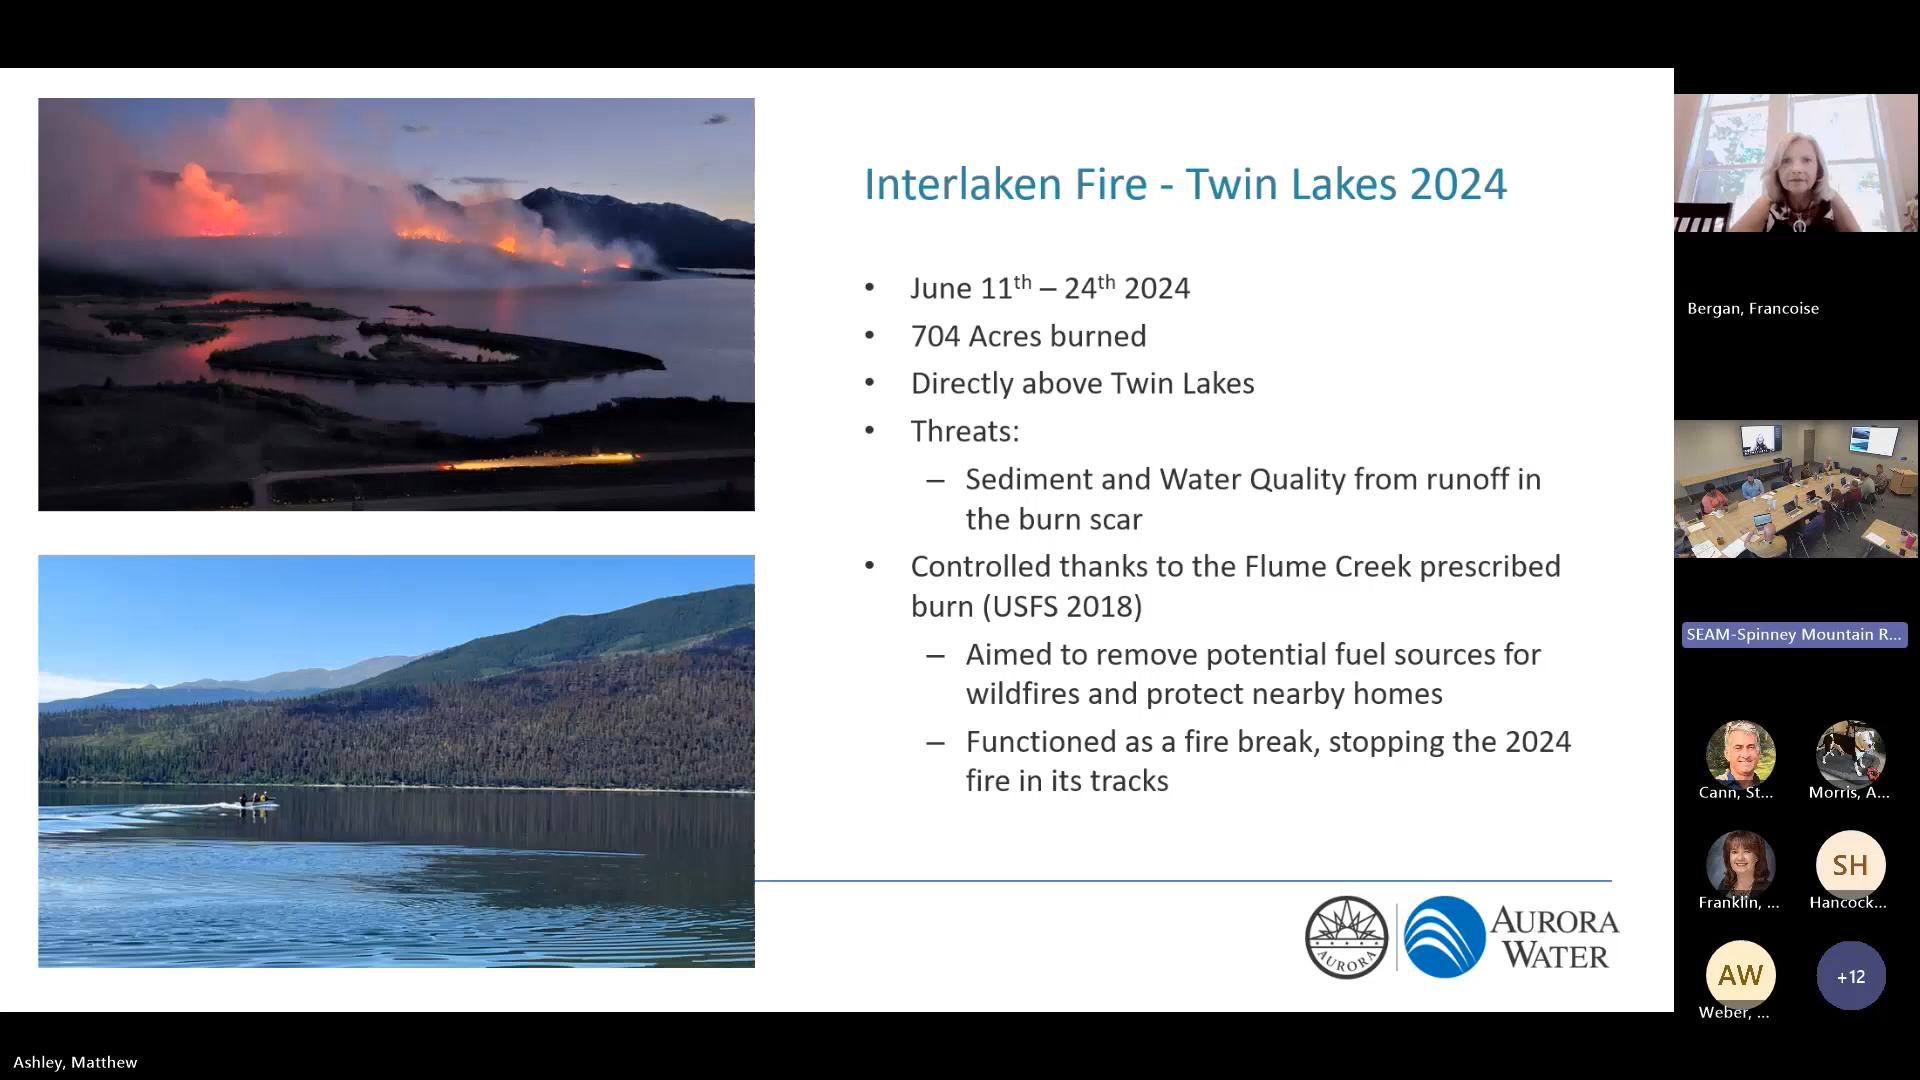 Interlaken Fire - Twin Lakes 2024
• June 11th – 24th 2024
• 704 Acres burned
• Directly above Twin Lakes
• Threats:
– Sediment and Water Quality from runoff in
the burn scar
• Controlled thanks to the Flume Creek prescribed
burn (USFS 2018)
– Aimed to remove potential fuel sources for
wildfires and protect nearby homes
– Functioned as a fire break, stopping the 2024
fire in its tracks
AURORA
AURORA
WATER
Bergan, Francoise
SEAM-Spinney Mountain R...
Cann, St...
Morris, A...
Franklin, ...
SH
Hancock...
AW
Weber, ...
+12
Ashley, Matthew